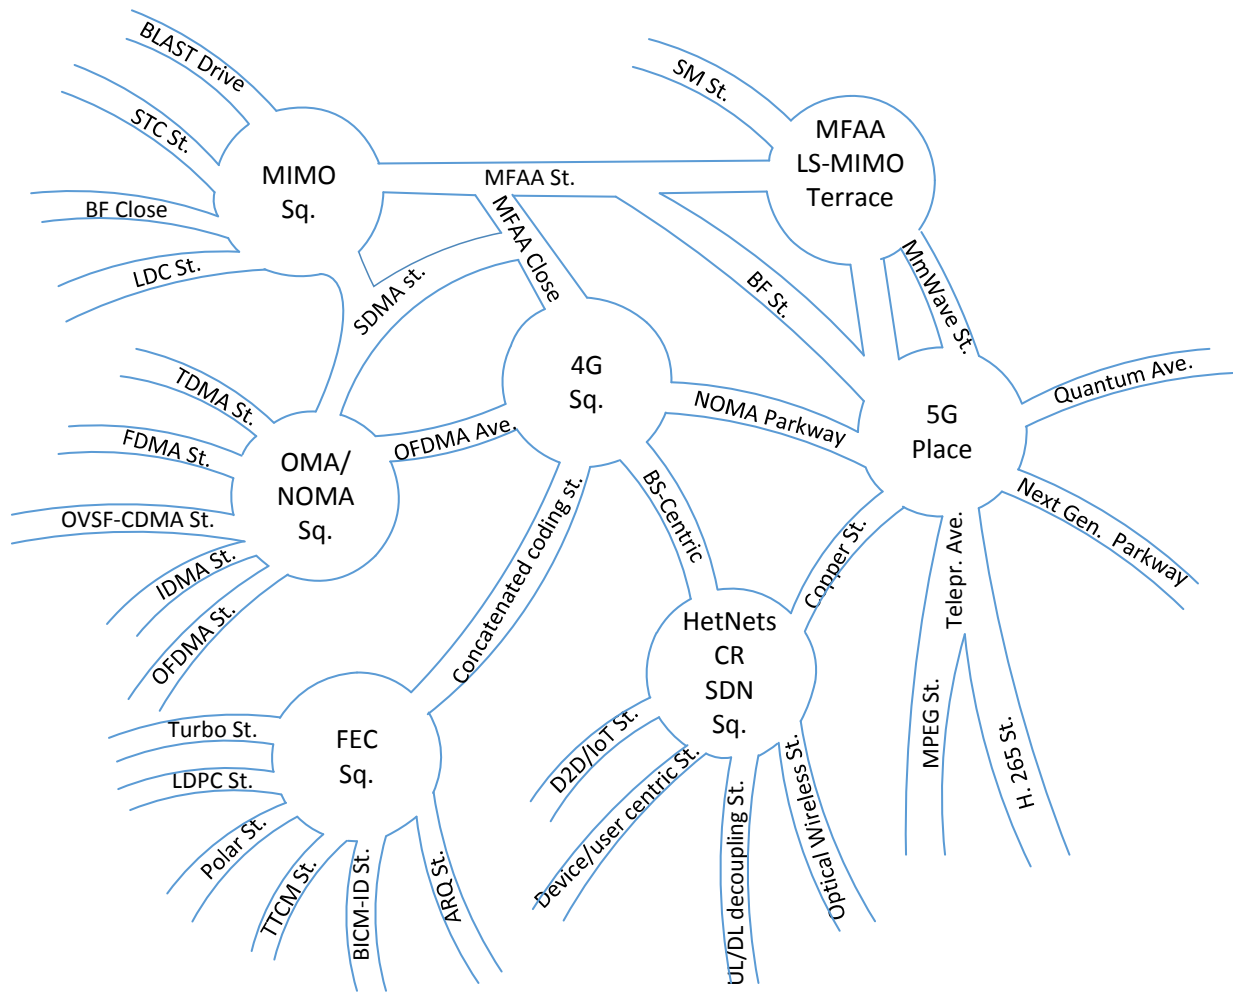 BLAST Drive
STC St.
BF Close
LDC St.
MIMO
Sq.
MFAA St.
SM St.
MFAA
LS-MIMO
Terrace
MFAA Close
SDMA st.
BF St.
MmWave St.
TDMA St.
FDMA St.
OVSF-CDMA St.
IDMA St.
OFDMA St.
OMA/
NOMA
Sq.
OFDMA Ave.
4G
Sq.
NOMA Parkway
5G
Place
Quantum Ave.
Next Gen. Parkway
Concatenated coding st.
BS-Centric
Copper St.
Telepr. Ave.
MPEG St.
H. 265 St.
HetNets
CR
SDN
Sq.
D2D/IoT St.
Device/user centric St.
UL/DL decoupling St.
Optical Wireless St.
FEC
Sq.
Turbo St.
LDPC St.
Polar St.
TTCM St.
BICM-ID St.
ARQ St.